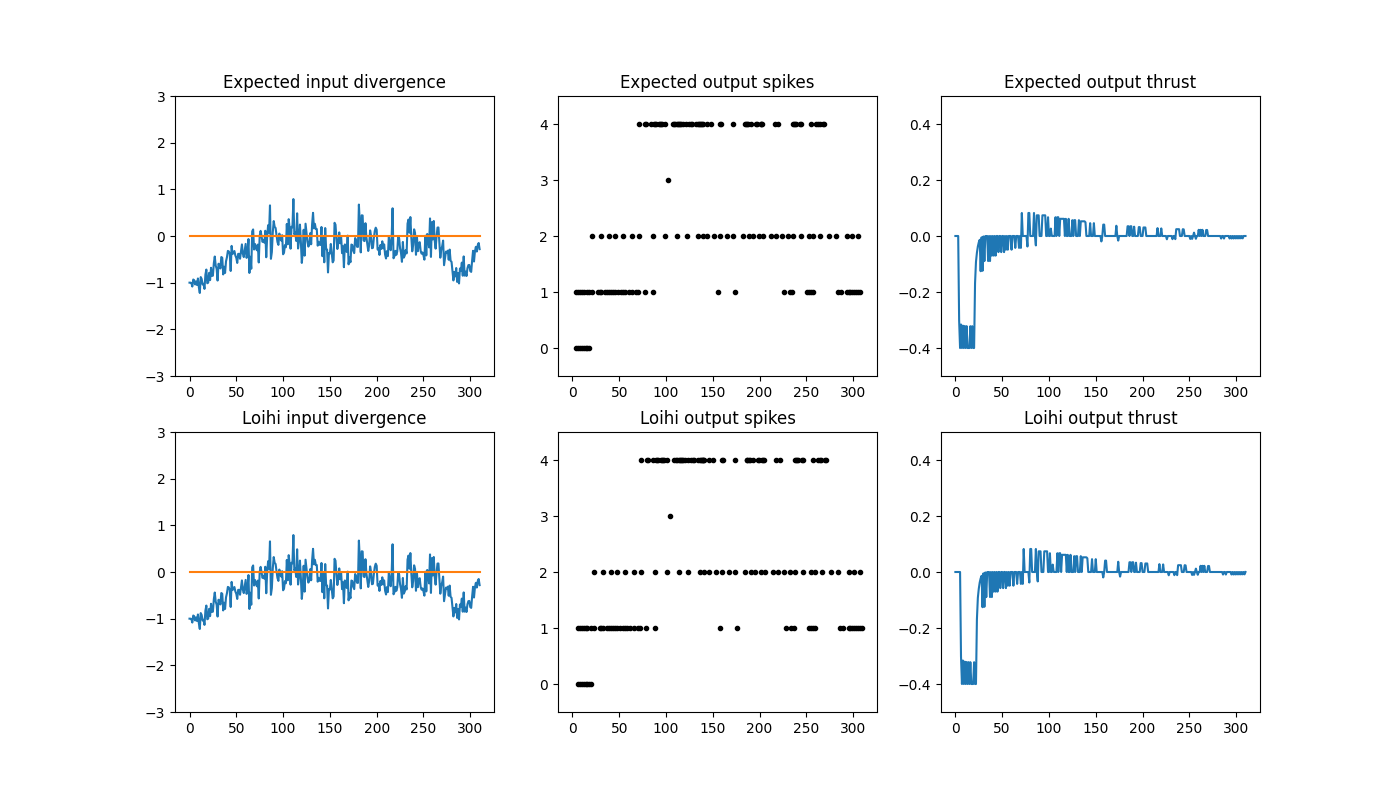 Expected input divergence
3
2
1
0
−1
−2
−3
0 50 100 150 200 250 300
Expected output spikes
4
3
2
1
0
0 50 100 150 200 250 300
Expected output thrust
0.4
0.2
0.0
−0.2
−0.4
0 50 100 150 200 250 300
Loihi input divergence
3
2
1
0
−1
−2
−3
0 50 100 150 200 250 300
Loihi output spikes
4
3
2
1
0
0 50 100 150 200 250 300
Loihi output thrust
0.4
0.2
0.0
−0.2
−0.4
0 50 100 150 200 250 300